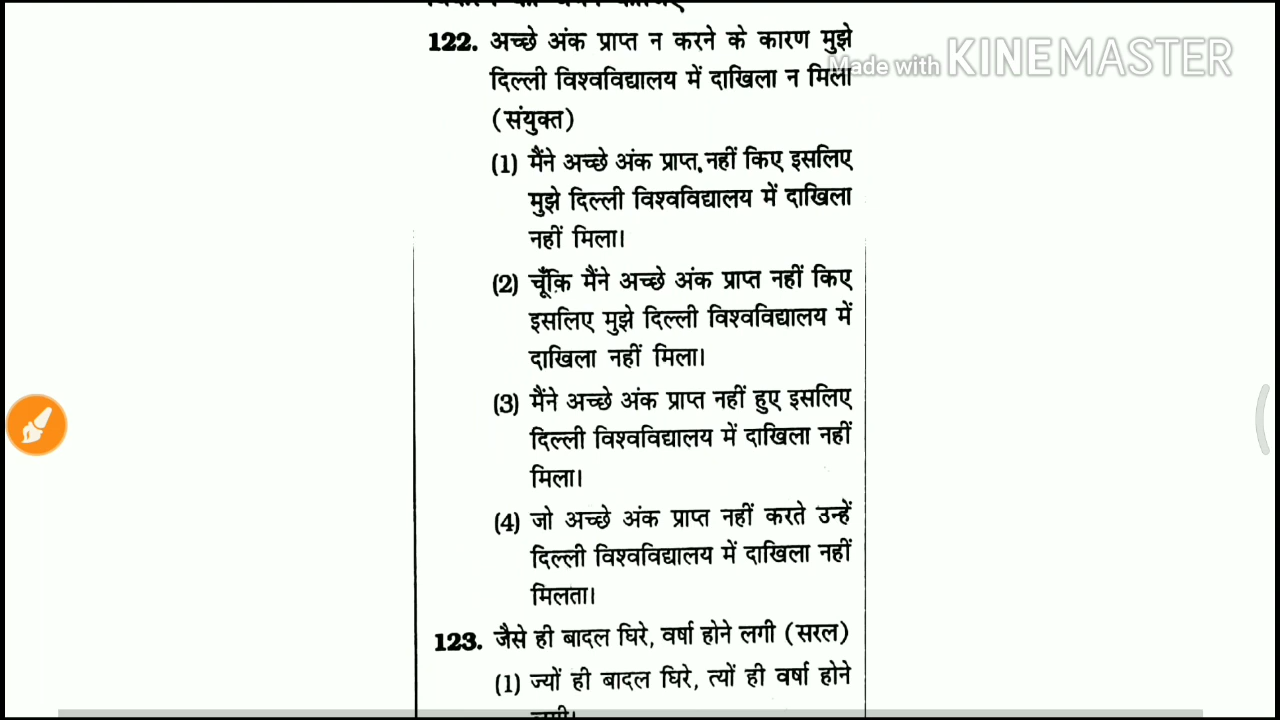 122. अच्छे अंक प्राप्त न करने के कारण मुझे
Made with KINEMASTER
दिल्ली विश्वविद्यालय में दाखिला न मिला
(संयुक्त)
(1) मैंने अच्छे अंक प्राप्त नहीं किए इसलिए
मुझे दिल्ली विश्वविद्यालय में दाखिला
नहीं मिला।
(2) चूँकि मैंने अच्छे अंक प्राप्त नहीं किए
इसलिए मुझे दिल्ली विश्वविद्यालय में
दाखिला नहीं मिला।
(3) मैंने अच्छे अंक प्राप्त नहीं हुए इसलिए
दिल्ली विश्वविद्यालय में दाखिला नहीं
मिला।
(4) जो अच्छे अंक प्राप्त नहीं करते उन्हें
दिल्ली विश्वविद्यालय में दाखिला नहीं
मिलता।
123. जैसे ही बादल घिरे, वर्षा होने लगी (सरल)
(1) ज्यों ही बादल घिरे, त्यों ही वर्षा होने